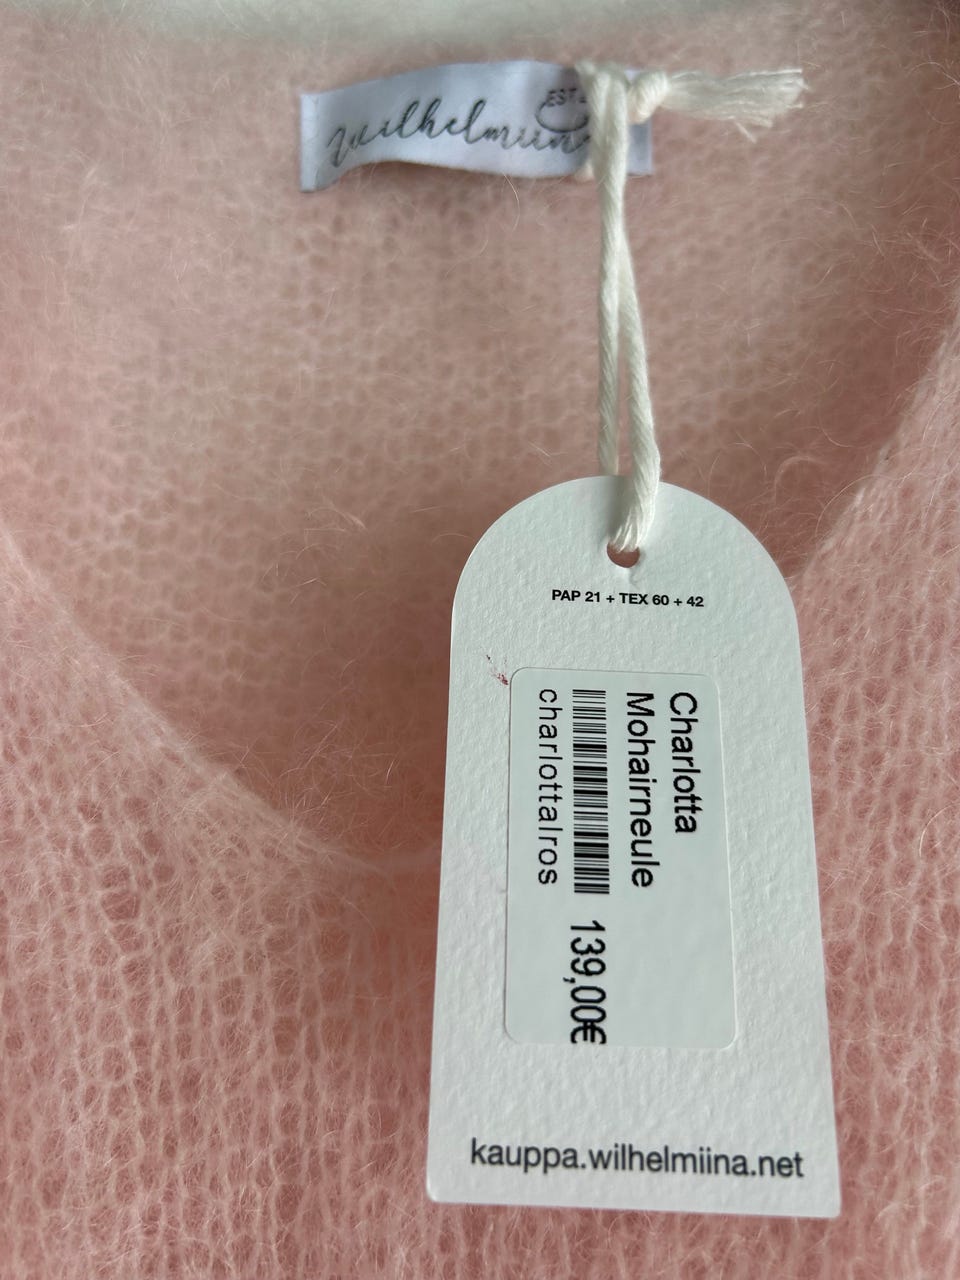 Wilhelmiina
EST
PAP 21 + TEX 60 + 42
Charlotta
Mohairneule
charlottalros
139,00€
kauppa.wilhelmiina.net